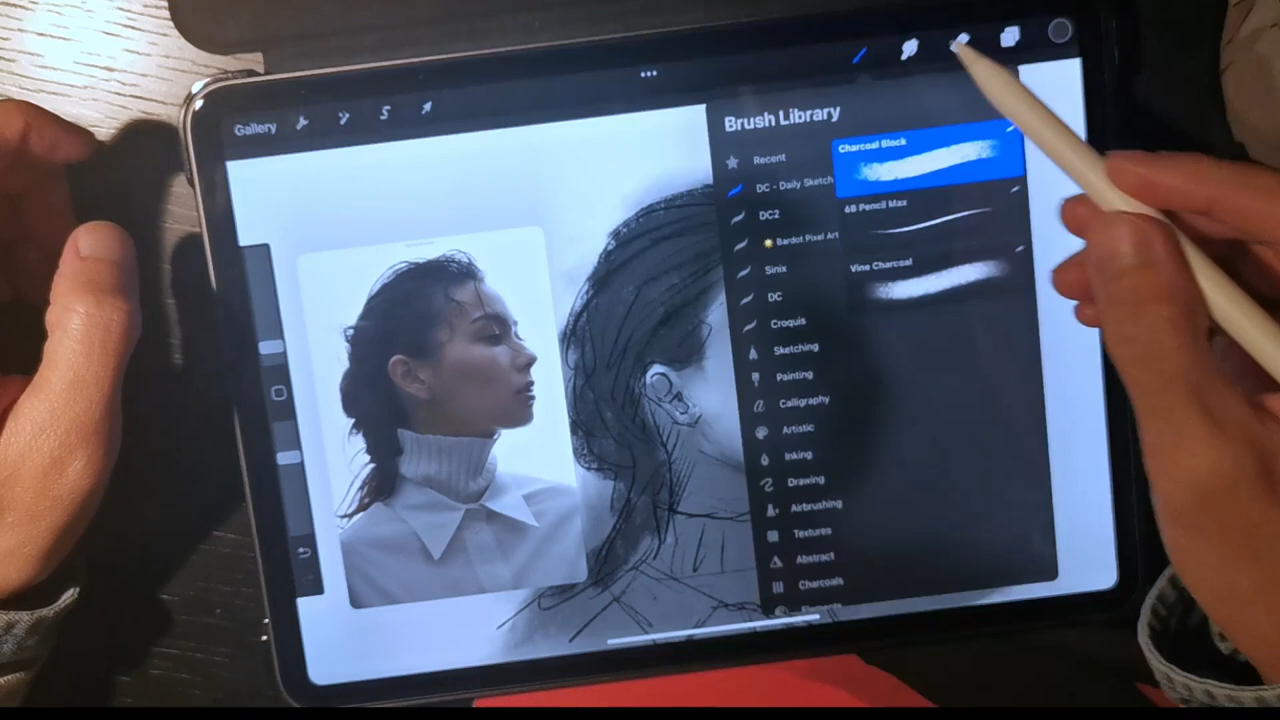 Gallery
Brush Library
Recent
DC - Daily Sketch
DC2
Bardot Pixel Art
Sinix
DC
Croquis
Sketching
Painting
Calligraphy
Artistic
Inking
Drawing
Airbrushing
Textures
Abstract
Charcoals
Elements
Charcoal Block
6B Pencil Max
Vine Charcoal